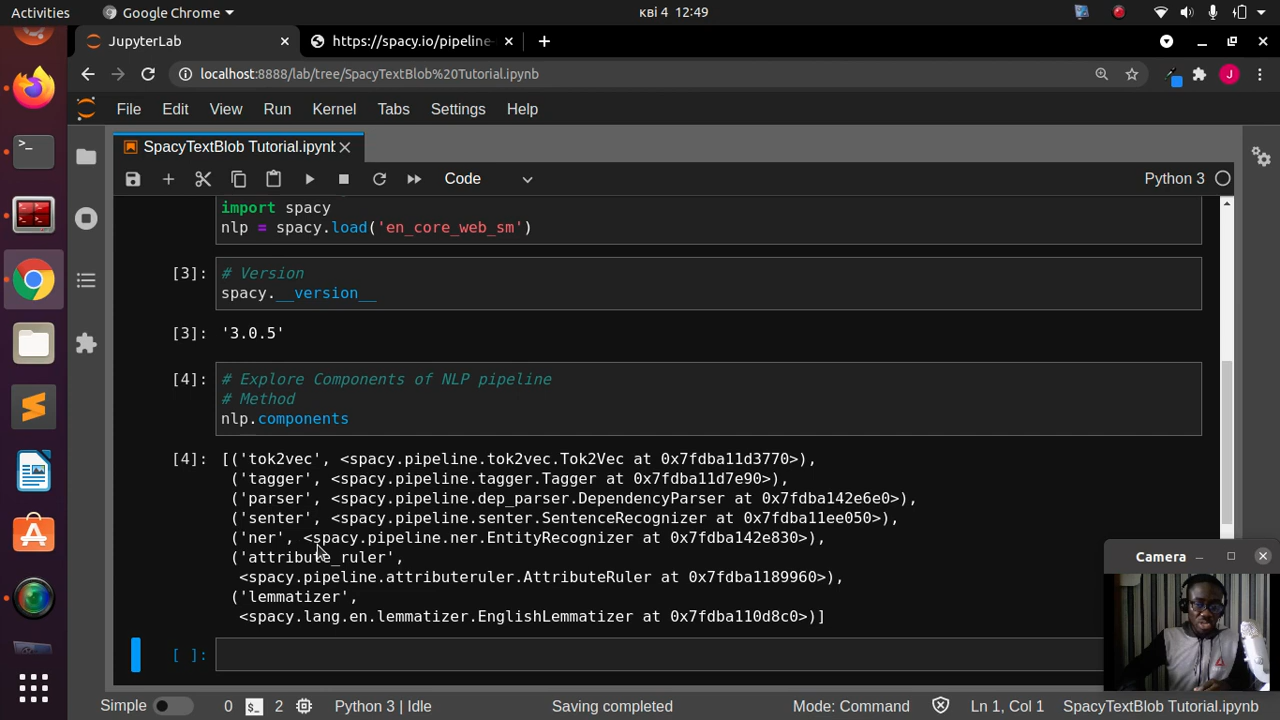 Activities
Google Chrome
кві 4 12:49
JupyterLab
https://spacy.io/pipeline-
localhost:8888/lab/tree/SpacyTextBlob%20Tutorial.ipynb
J
File Edit View Run Kernel Tabs Settings Help
SpacyTextBlob Tutorial.ipynb
Code
Python 3
import spacy
nlp = spacy.load('en_core_web_sm')
[3]:
# Version
spacy.__version__
[3]:
'3.0.5'
[4]:
# Explore Components of NLP pipeline
# Method
nlp.components
[4]:
[('tok2vec', <spacy.pipeline.tok2vec.Tok2Vec at 0x7fdba11d3770>),
('tagger', <spacy.pipeline.tagger.Tagger at 0x7fdba11d7e90>),
('parser', <spacy.pipeline.dep_parser.DependencyParser at 0x7fdba142e6e0>),
('senter', <spacy.pipeline.senter.SentenceRecognizer at 0x7fdba11ee050>),
('ner', <spacy.pipeline.ner.EntityRecognizer at 0x7fdba142e830>),
('attribute_ruler',
<spacy.pipeline.attributeruler.AttributeRuler at 0x7fdba1189960>),
('lemmatizer',
<spacy.lang.en.lemmatizer.EnglishLemmatizer at 0x7fdba110d8c0>)]
[ ]:
Camera
Simple
0
2
Python 3 | Idle
Saving completed
Mode: Command
Ln 1, Col 1
SpacyTextBlob Tutorial.ipynb